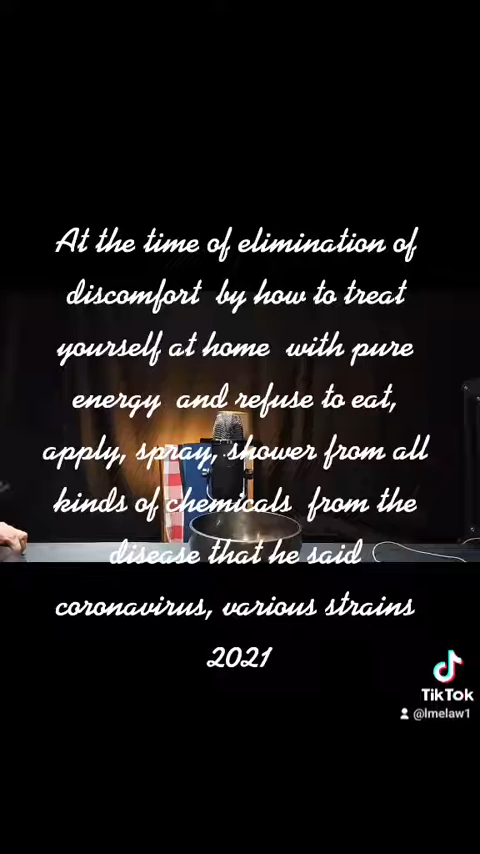 At the time of elimination of
discomfort by how to treat
yourself at home with pure
energy and refuse to eat,
apply, spray, shower from all
kinds of chemicals from the
disease that he said
coronavirus, various strains
2021
TikTok
@lmelaw1